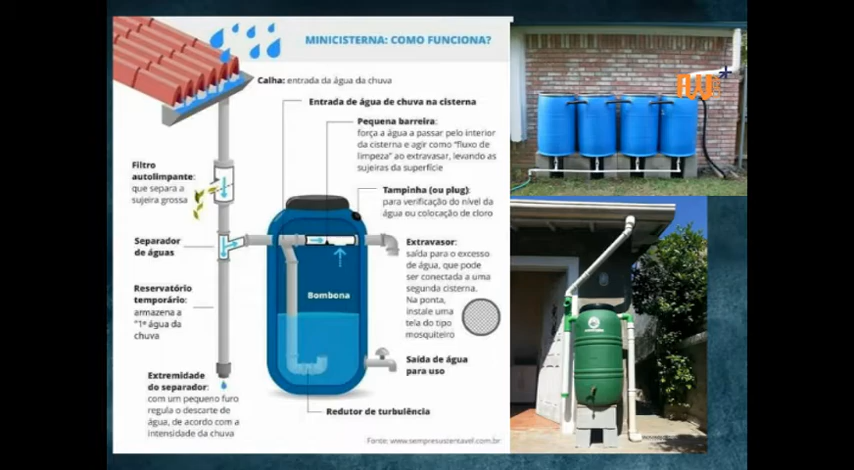 MINICISTERNA: COMO FUNCIONA?
Calha: entrada da água da chuva
Entrada de água de chuva na cisterna
Pequena barreira:
força a água a passar pelo interior
da cisterna e agir como "fluxo de
limpeza" ao extravasar, levando as
sujeiras da superfície
Filtro
autolimpante:
que separa a
sujeira grossa
Tampinha (ou plug):
para verificação do nível da
água ou colocação de cloro
Separador
de águas
Extravasor:
saída para o excesso
de água, que pode
ser conectada a uma
segunda cisterna.
Na ponta,
instale uma
tela do tipo
mosquiteiro
Bombona
Reservatório
temporário:
armazena a
"1ª água da
chuva
Saída de água
para uso
Extremidade
do separador:
com um pequeno furo
regula o descarte de
água, de acordo com a
intensidade da chuva
Redutor de turbulência
Fonte: www.sempresustentavel.com.br